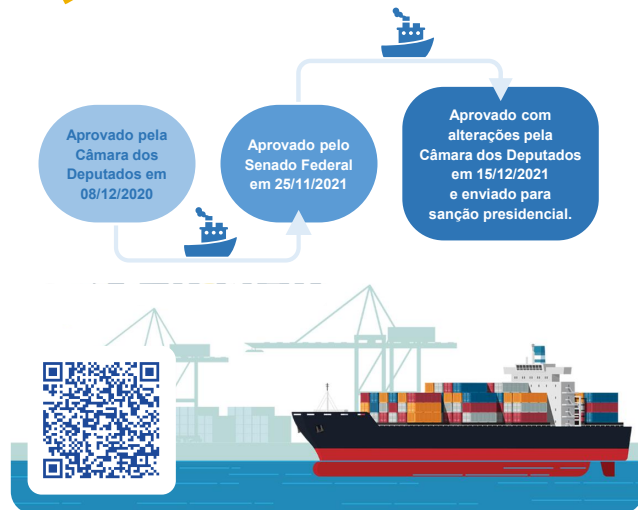 Aprovado pela
Câmara dos
Deputados em
08/12/2020
Aprovado pelo
Senado Federal
em 25/11/2021
Aprovado com
alterações pela
Câmara dos Deputados
em 15/12/2021
e enviado para
sanção presidencial.